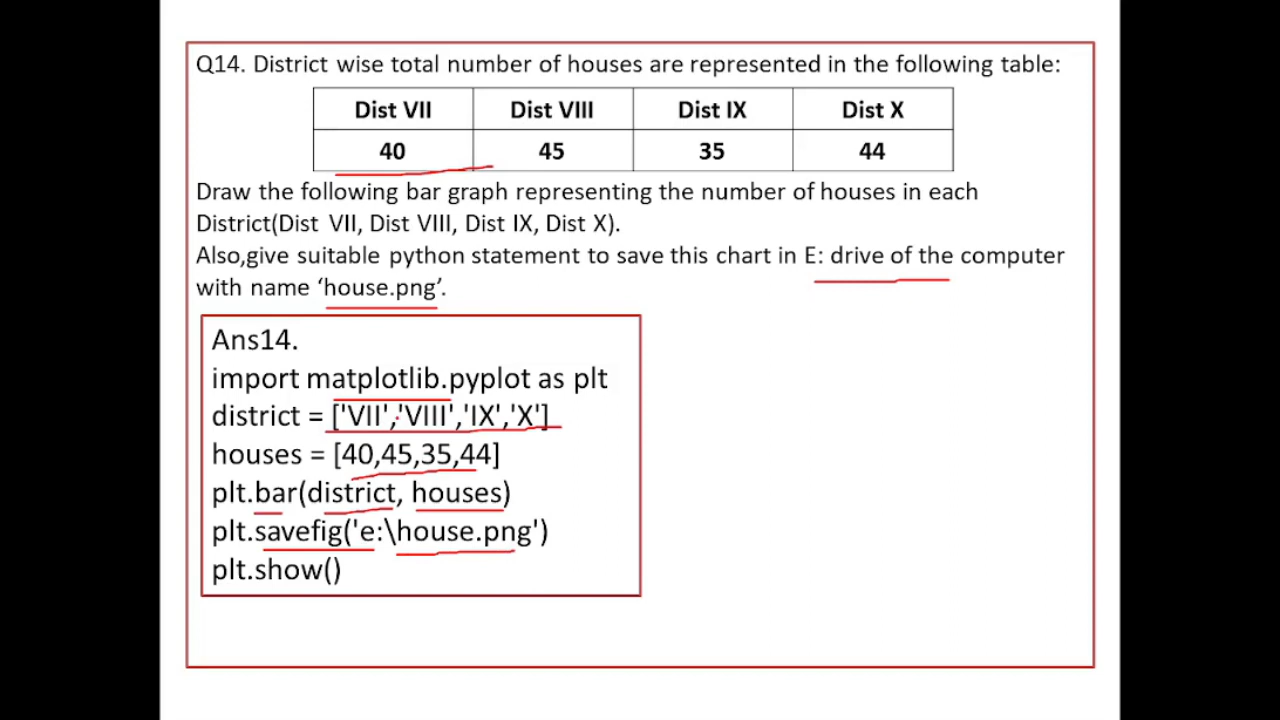 Q14. District wise total number of houses are represented in the following table:
Dist VII Dist VIII Dist IX Dist X
40 45 35 44
Draw the following bar graph representing the number of houses in each
District(Dist VII, Dist VIII, Dist IX, Dist X).
Also,give suitable python statement to save this chart in E: drive of the computer
with name ‘house.png’.
Ans14.
import matplotlib.pyplot as plt
district = ['VII','VIII','IX','X']
houses = [40,45,35,44]
plt.bar(district, houses)
plt.savefig('e:\house.png')
plt.show()